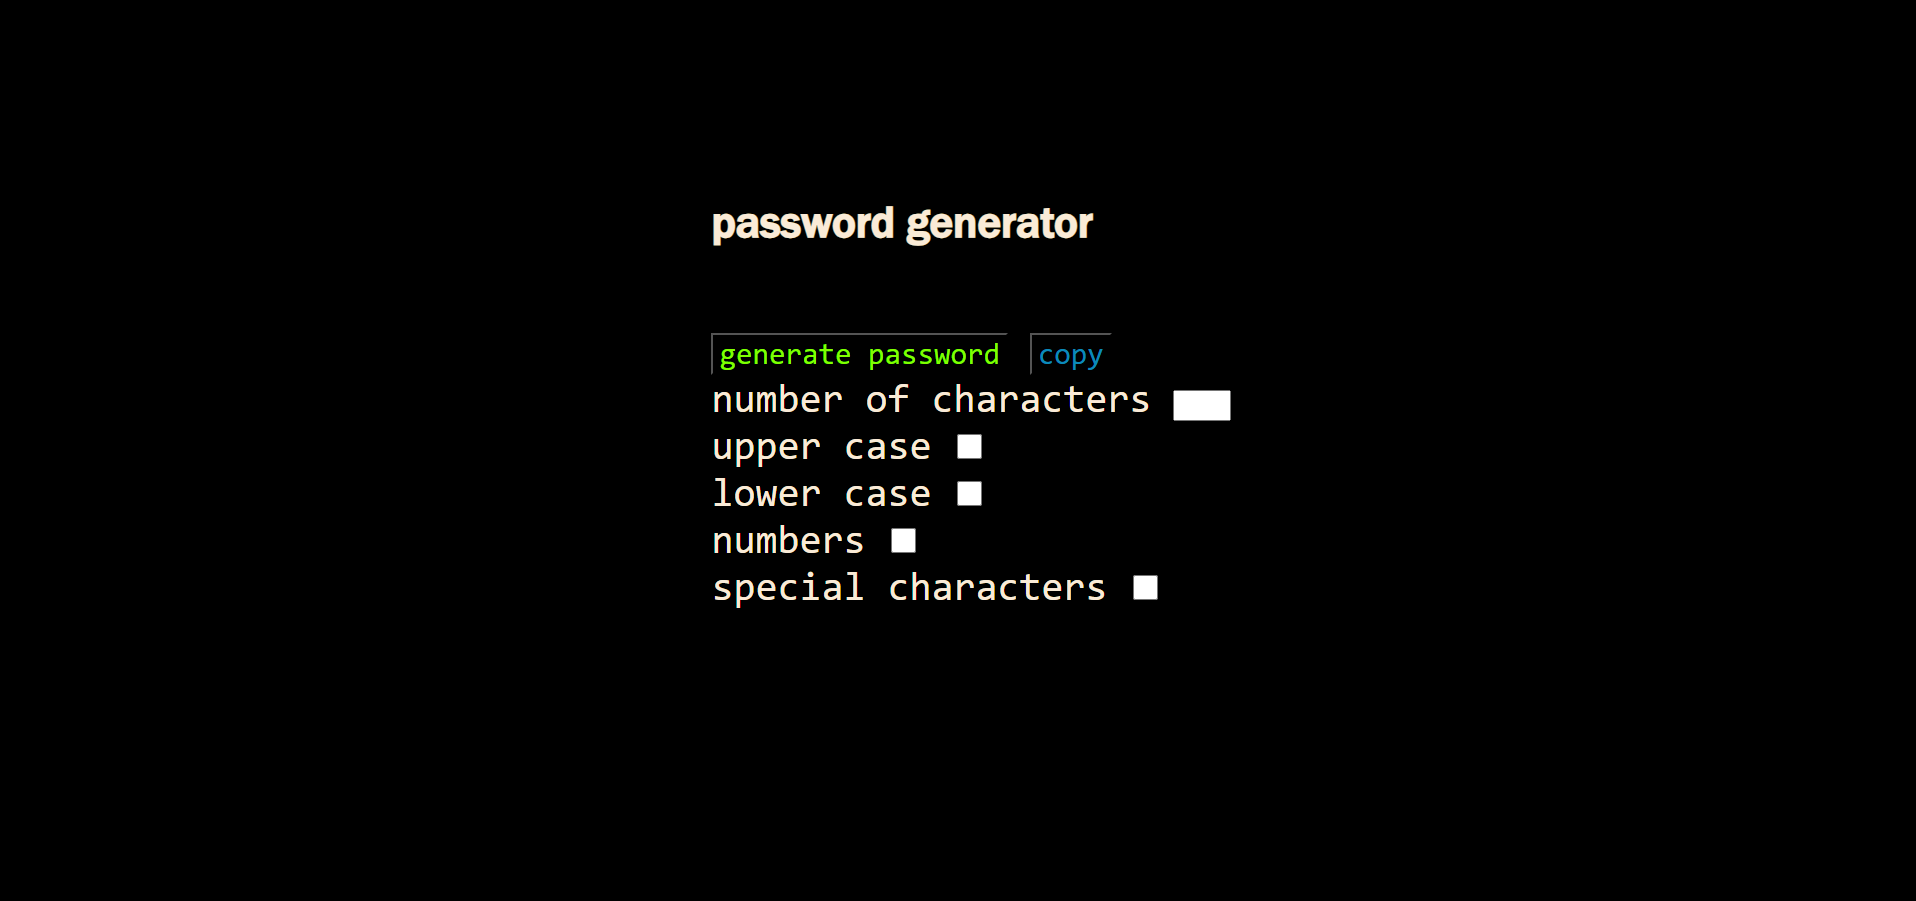 password generator
generate password copy
number of characters
upper case
lower case
numbers
special characters